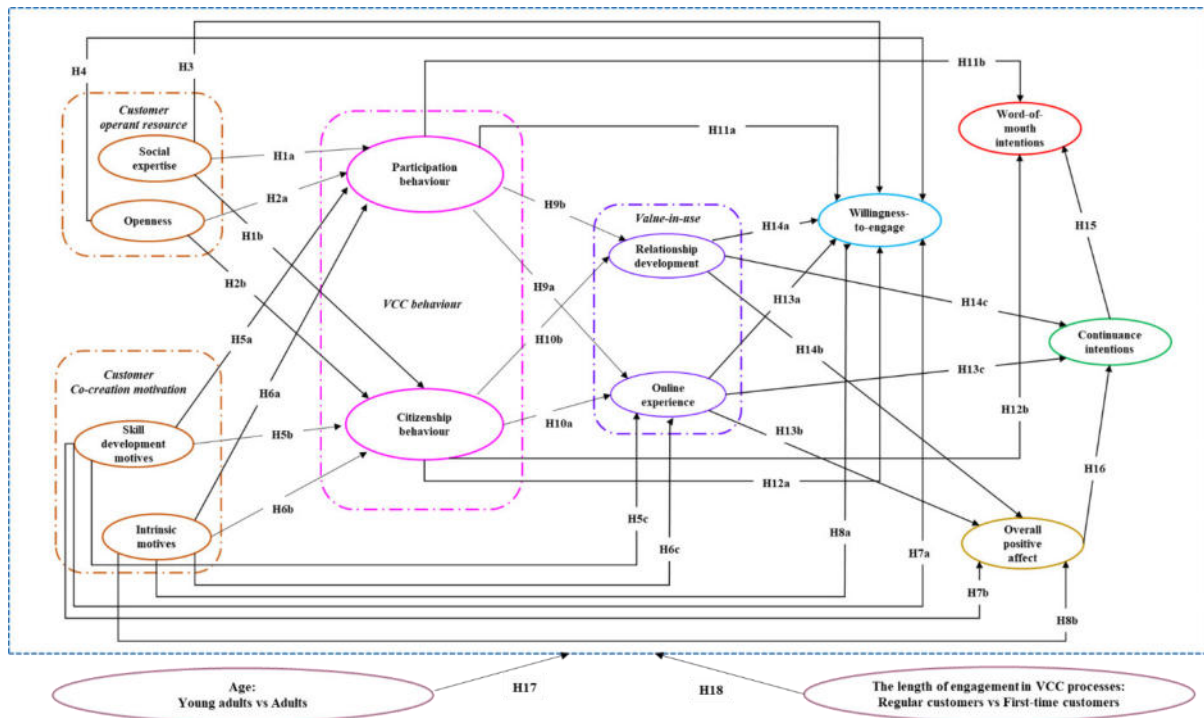 H4
H3
H11b
Customer
operant resource
Social
expertise
Openness
H1a
H2a
H1b
H2b
Participation
behaviour
H11a
Word-of-
mouth
intentions
H9b
Value-in-use
Relationship
development
H14a
Willingness-
to-engage
H15
VCC behaviour
H9a
H13a
H14c
H10b
H14b
Continuance
intentions
H5a
Customer
Co-creation motivation
H6a
Online
experience
H13c
Skill
development
motives
H5b
Citizenship
behaviour
H10a
H13b
H12b
H6b
H12a
H16
Intrinsic
motives
H5c
H6c
H8a
H7a
Overall
positive
affect
H7b
H8b
Age:
Young adults vs Adults
H17
H18
The length of engagement in VCC processes:
Regular customers vs First-time customers